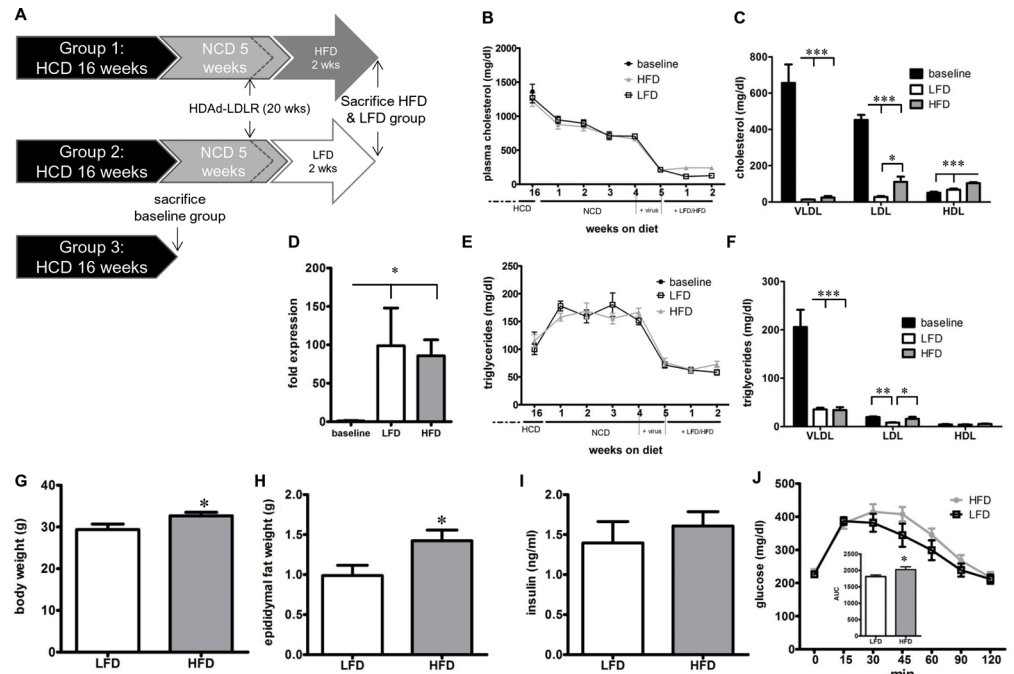 A
Group 1:
HCD 16 weeks
NCD 5
weeks
HFD
2 wks
HDAd-LDLR (20 wks)
Sacrifice HFD
& LFD group
Group 2:
HCD 16 weeks
NCD 5
weeks
LFD
2 wks
sacrifice
baseline group
Group 3:
HCD 16 weeks
B
plasma cholesterol (mg/dl)
2000
1500
1000
500
0
baseline
HFD
LFD
16 1 2 3 4 5 1 2
HCD NCD + virus + LFD/HFD
weeks on diet
C
cholesterol (mg/dl)
800
600
400
200
0
***
***
*
***
baseline
LFD
HFD
VLDL LDL HDL
D
fold expression
200
150
100
50
0
*
baseline LFD HFD
E
triglycerides (mg/dl)
250
200
150
100
50
0
baseline
LFD
HFD
16 1 2 3 4 5 1 2
HCD NCD + virus + LFD/HFD
weeks on diet
F
triglycerides (mg/dl)
300
200
100
0
***
** *
baseline
LFD
HFD
VLDL LDL HDL
G
body weight (g)
40
30
20
10
0
*
LFD HFD
H
epididymal fat weight (g)
2.0
1.5
1.0
0.5
0.0
*
LFD HFD
I
insulin (ng/ml)
2.0
1.5
1.0
0.5
0.0
LFD HFD
J
glucose (mg/dl)
500
400
300
200
100
0
HFD
LFD
AUC
2500
2000
1500
1000
500
0
*
LFD HFD
0 15 30 45 60 90 120
min